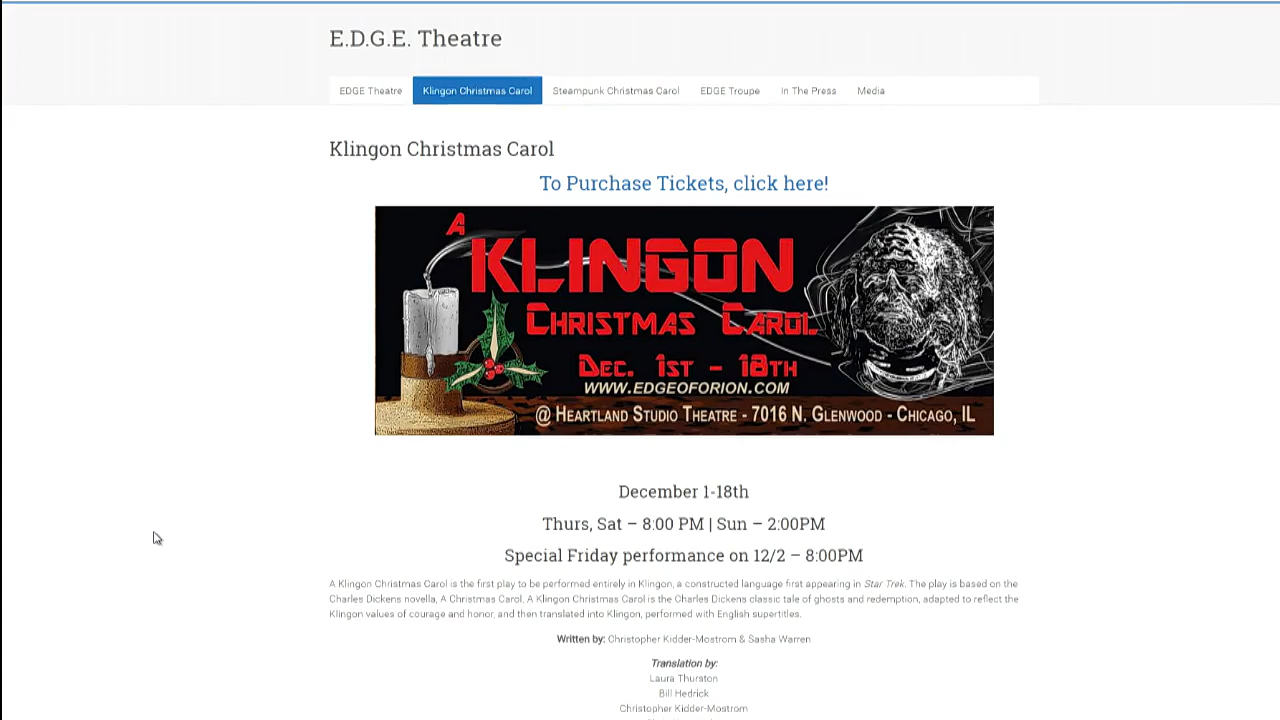 E.D.G.E. Theatre
EDGE Theatre Klingon Christmas Carol Steampunk Christmas Carol EDGE Troupe In The Press Media
Klingon Christmas Carol
To Purchase Tickets, click here!
A
KLINGON
CHRISTMAS CAROL
DEC. 1ST - 18TH
WWW.EDGEOFORION.COM
@ HEARTLAND STUDIO THEATRE - 7016 N. GLENWOOD - CHICAGO, IL
December 1-18th
Thurs, Sat – 8:00 PM | Sun – 2:00PM
Special Friday performance on 12/2 – 8:00PM
A Klingon Christmas Carol is the first play to be performed entirely in Klingon, a constructed language first appearing in Star Trek. The play is based on the
Charles Dickens novella, A Christmas Carol. A Klingon Christmas Carol is the Charles Dickens classic tale of ghosts and redemption, adapted to reflect the
Klingon values of courage and honor, and then translated into Klingon, performed with English supertitles.
Written by: Christopher Kidder-Mostrom & Sasha Warren
Translation by:
Laura Thurston
Bill Hedrick
Christopher Kidder-Mostrom